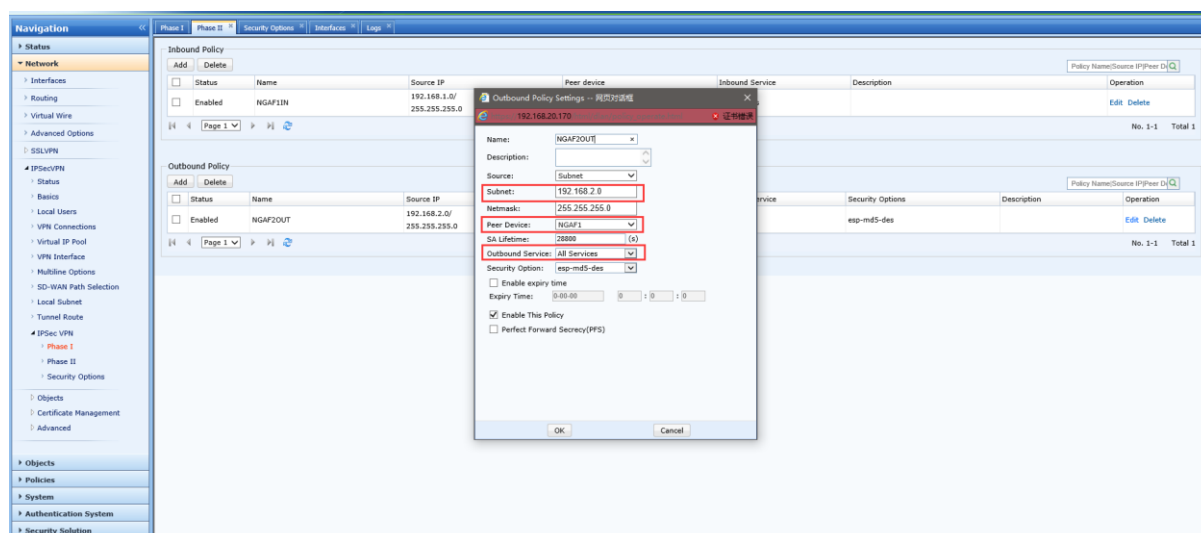 Navigation «
Phase I Phase II × Security Options × Interfaces × Logs ×
Status
Network
Interfaces
Routing
Virtual Wire
Advanced Options
SSLVPN
IPSecVPN
Status
Basics
Local Users
VPN Connections
Virtual IP Pool
VPN Interface
Multiline Options
SD-WAN Path Selection
Local Subnet
Tunnel Route
IPSec VPN
Phase I
Phase II
Security Options
Objects
Certificate Management
Advanced
Objects
Policies
System
Authentication System
Security Solution
Inbound Policy
Add Delete
Policy Name|Source IP|Peer D
Status Name Source IP Peer device Inbound Service Description Operation
Enabled NGAF1IN 192.168.1.0/ Edit Delete
255.255.255.0
Page 1 No. 1-1 Total 1
Outbound Policy
Add Delete
Policy Name|Source IP|Peer D
Status Name Source IP Security Options Description Operation
Enabled NGAF2OUT 192.168.2.0/ esp-md5-des Edit Delete
255.255.255.0
Page 1 No. 1-1 Total 1
Outbound Policy Settings -- 网页对话框 ×
192.168.20.170 证书错误
Name: NGAF2OUT ×
Description:
Source: Subnet
Subnet: 192.168.2.0
Netmask: 255.255.255.0
Peer Device: NGAF1
SA Lifetime: 28800 (s)
Outbound Service: All Services
Security Option: esp-md5-des
Enable expiry time
Expiry Time: 0-00-00 0 : 0 : 0
Enable This Policy
Perfect Forward Secrecy(PFS)
OK Cancel